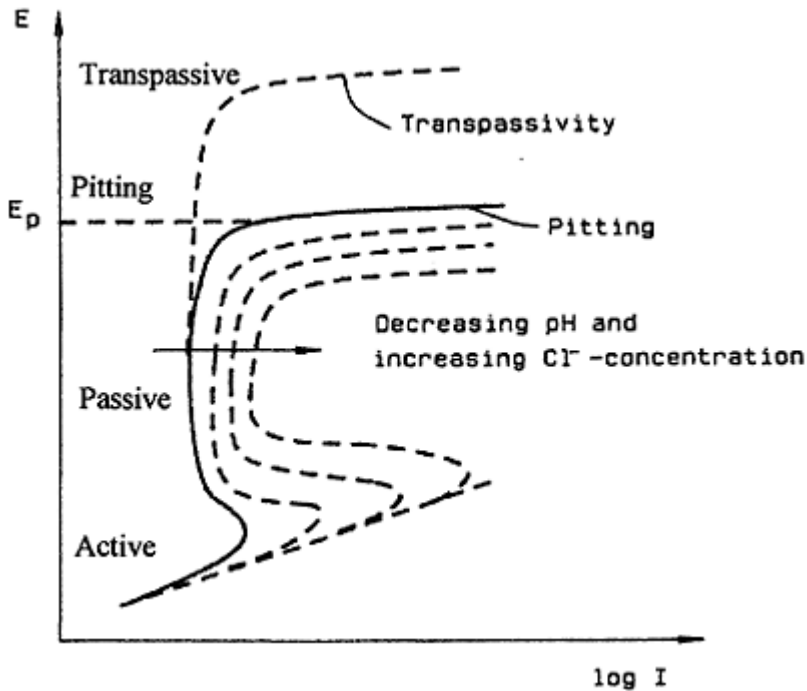 E
Transpassive
Transpassivity
Pitting
Ep
Pitting
Decreasing pH and
increasing Cl⁻-concentration
Passive
Active
log I